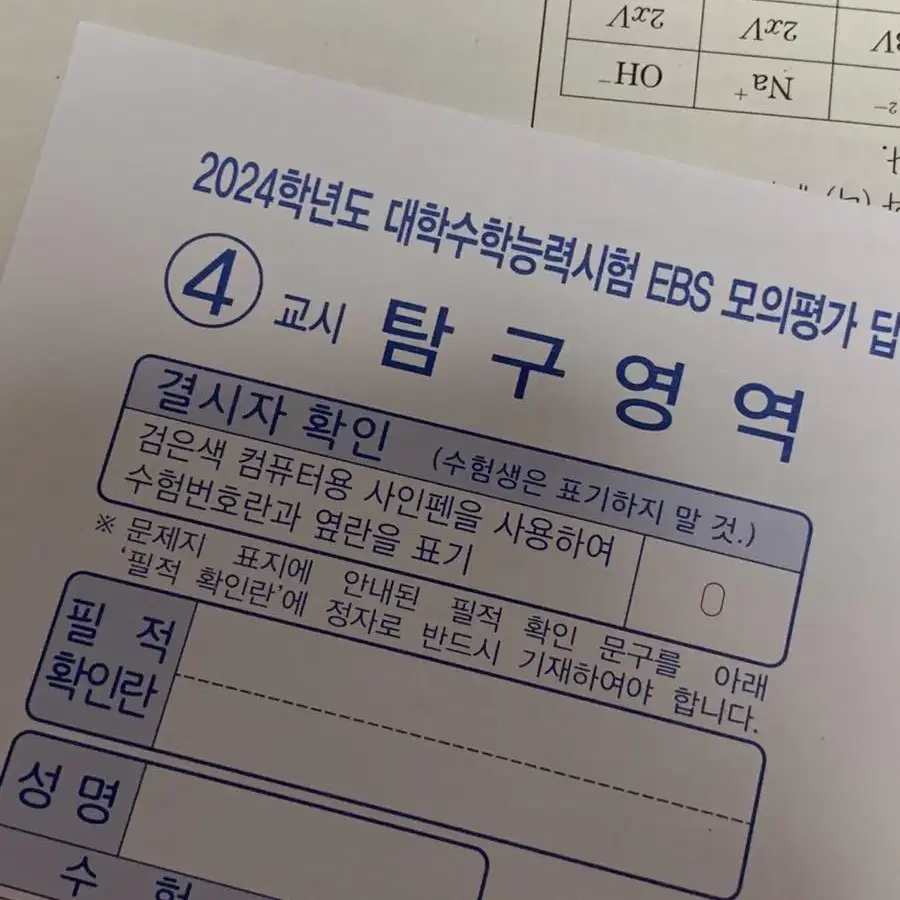 2024학년도 대학수학능력시험 EBS 모의평가 답
④ 교시 탐구영역
결시자 확인 (수험생은 표기하지 말 것.)
검은색 컴퓨터용 사인펜을 사용하여
수험번호란과 옆란을 표기
※ 문제지 표지에 안내된 필적 확인 문구를 아래
'필적 확인란'에 정자로 반드시 기재하여야 합니다.
필 적
확인란
성 명
수 험
OH⁻ Na⁺
2xV 2xV